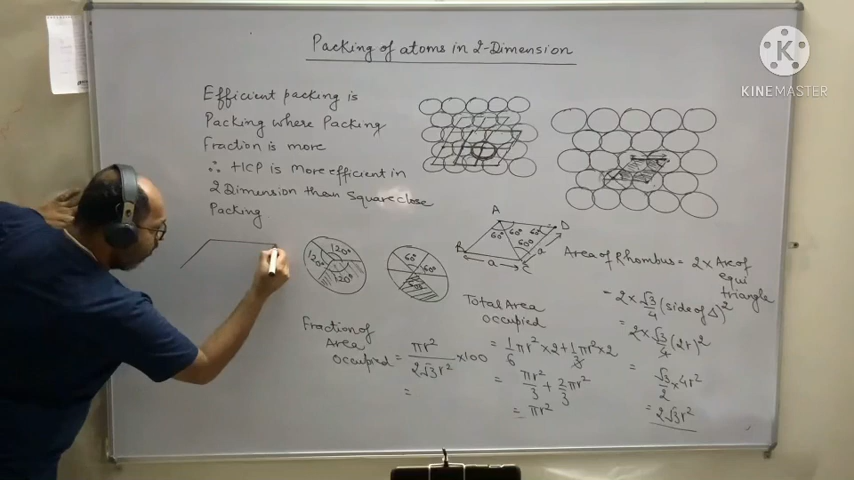 Packing of atoms in 2-Dimension
Efficient packing is
Packing where Packing
fraction is more
∴ HCP is more efficient in
2 Dimension than square close
Packing
120°
120°
120°
60°
60°
A
60° 60° 60°
D
B
60°
a
a
C
Area of Rhombus = 2 × Are of
equi
triangle
= 2 × √3/4 (side of Δ)²
= 2 × √3/4 (2r)²
√3/2 × 4r²
= 2√3r²
Total Area
occupied
= 1/6 πr² × 2 + 1/3 πr² × 2
= πr²/3 + 2/3 πr²
= πr²
Fraction of
Area
occupied = πr²/2√3r² × 100
=
K
KINEMASTER